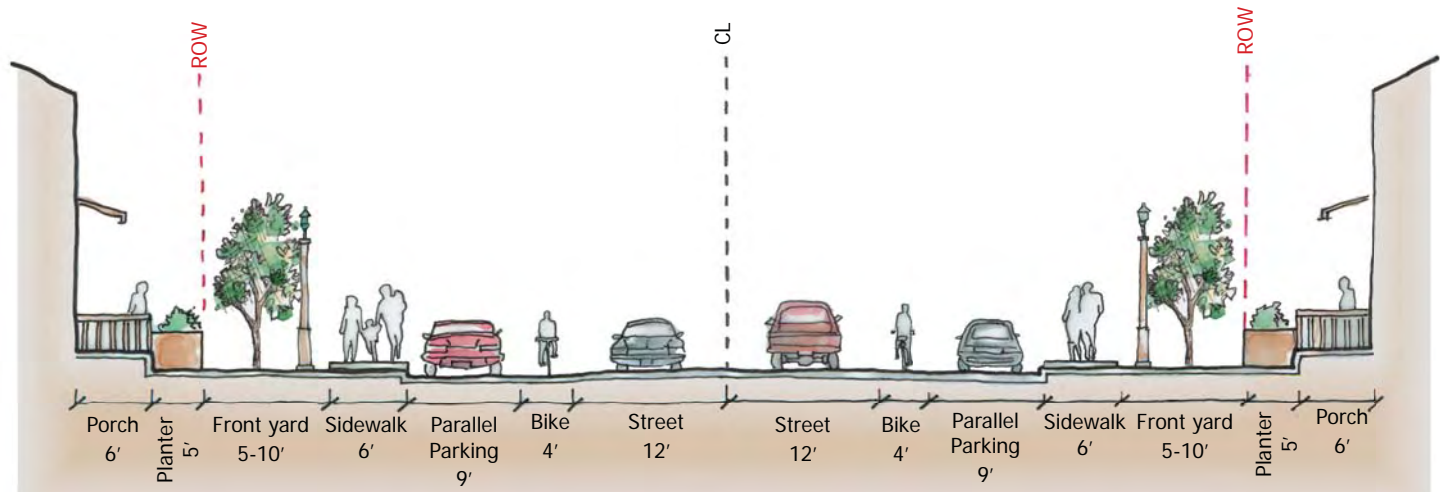 ROW
CL
ROW
Porch
6'
Planter
5'
Front yard
5-10'
Sidewalk
6'
Parallel
Parking
9'
Bike
4'
Street
12'
Street
12'
Bike
4'
Parallel
Parking
9'
Sidewalk
6'
Front yard
5-10'
Planter
5'
Porch
6'